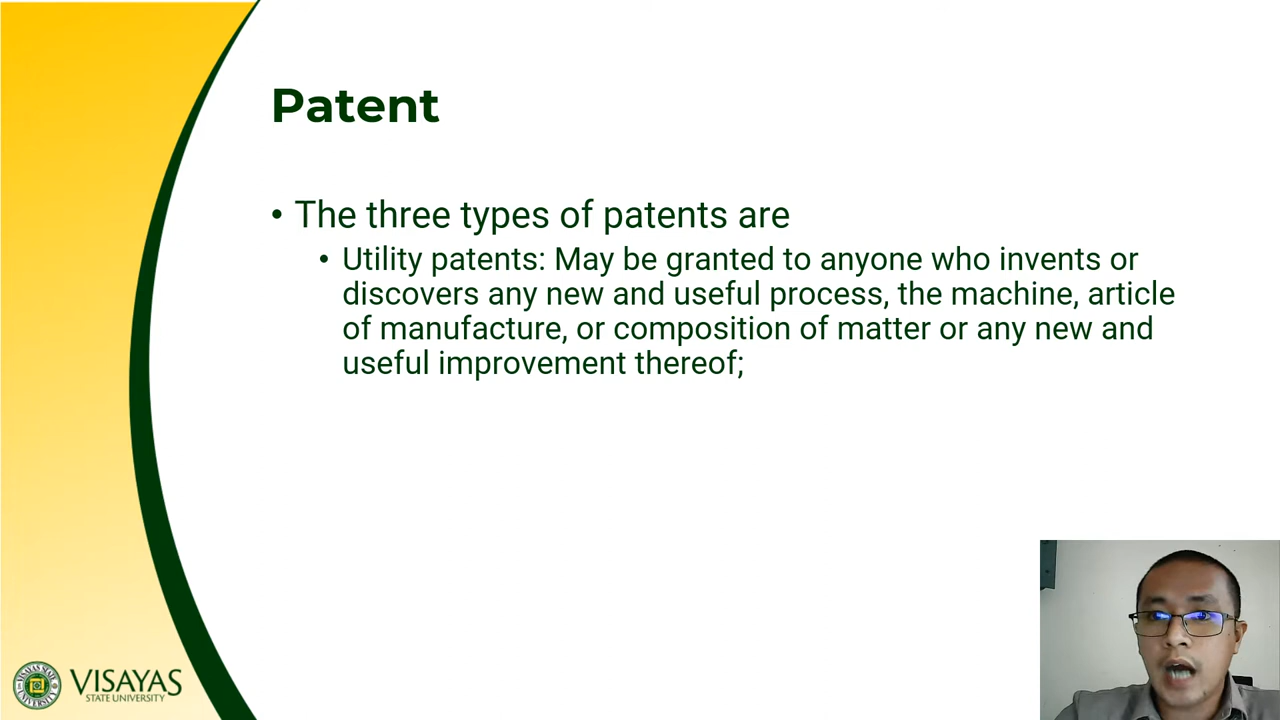 Patent
• The three types of patents are
• Utility patents: May be granted to anyone who invents or
discovers any new and useful process, the machine, article
of manufacture, or composition of matter or any new and
useful improvement thereof;
VISAYAS
STATE UNIVERSITY